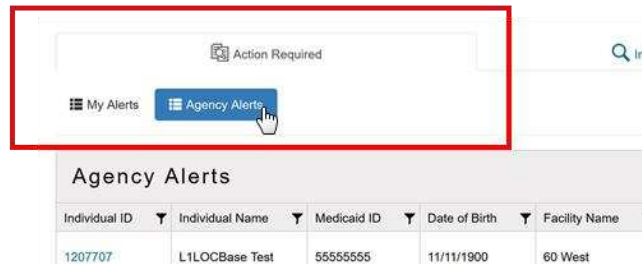 Action Required
My Alerts Agency Alerts
Agency Alerts
Individual ID Individual Name Medicaid ID Date of Birth Facility Name
1207707 L1LOCBase Test 55555555 11/11/1900 60 West